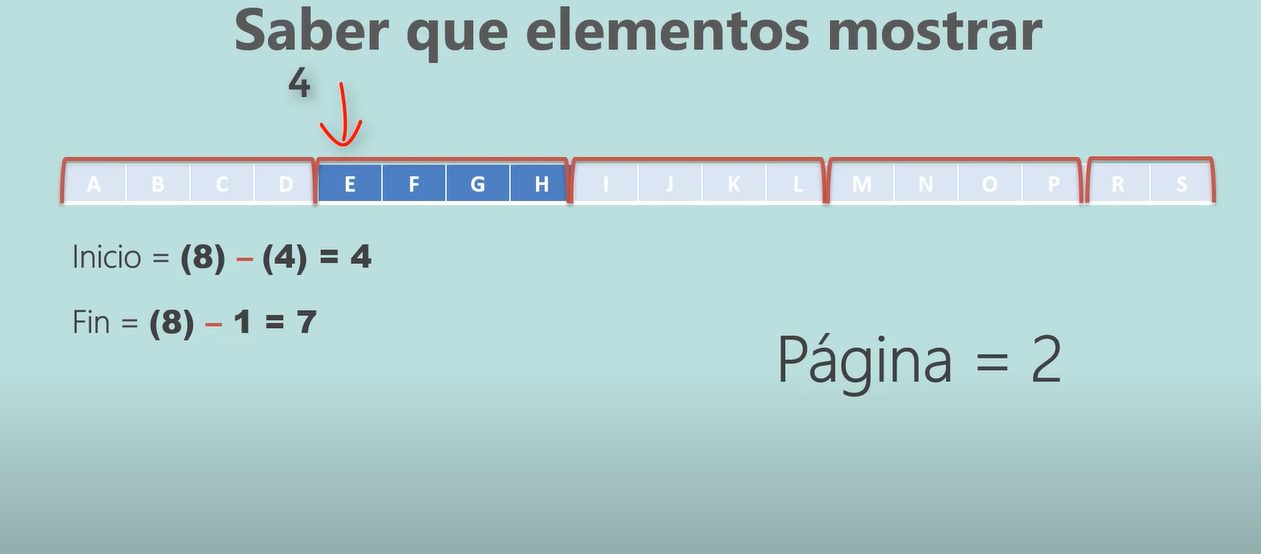 Saber que elementos mostrar
4
A B C D E F G H I J K L M N O P R S
Inicio = (8) – (4) = 4
Fin = (8) – 1 = 7
Página = 2